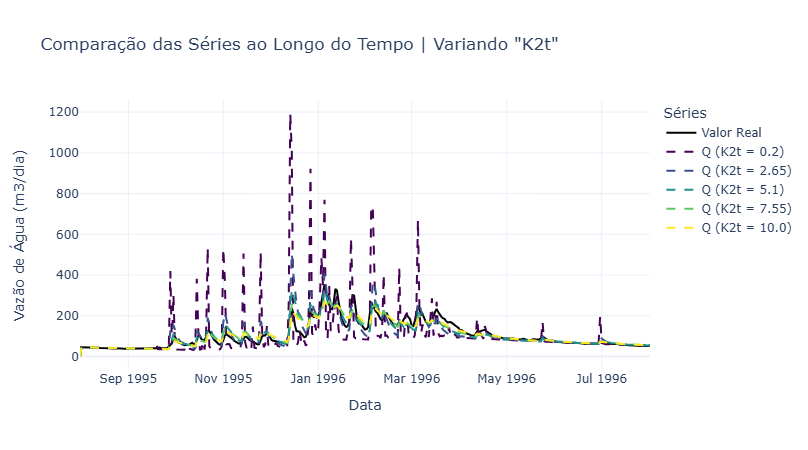 Comparação das Séries ao Longo do Tempo | Variando "K2t"
Séries
Valor Real
Q (K2t = 0.2)
Q (K2t = 2.65)
Q (K2t = 5.1)
Q (K2t = 7.55)
Q (K2t = 10.0)
Vazão de Água (m3/dia)
1200
1000
800
600
400
200
0
Sep 1995
Nov 1995
Jan 1996
Mar 1996
May 1996
Jul 1996
Data